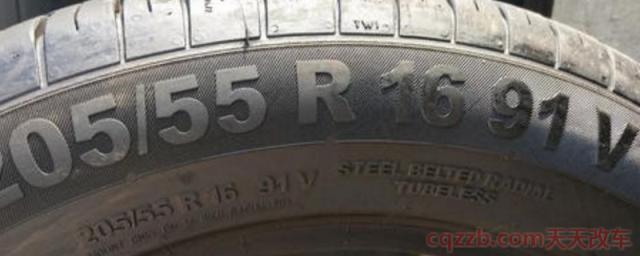 TWI
205/55 R 16 91 V
205/55 R 16 91 V
STEEL BELTED RADIAL
TUBELESS
cqzzb.com天天改车